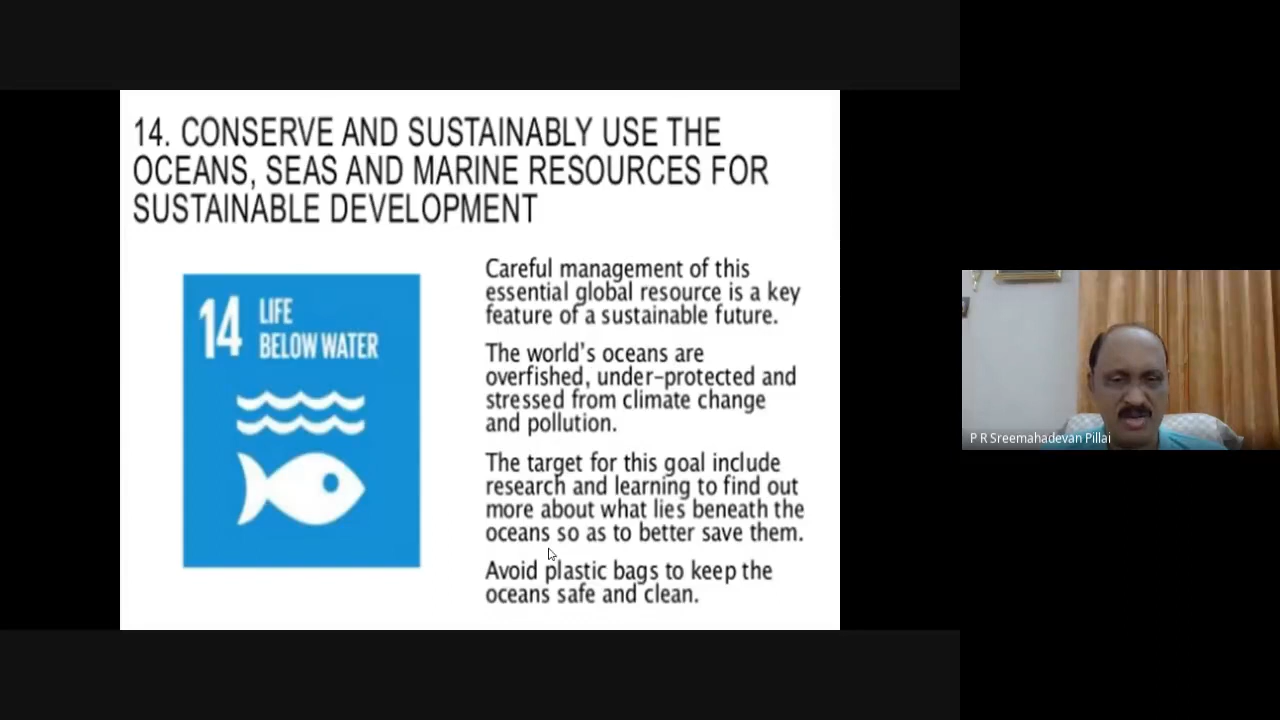 14. CONSERVE AND SUSTAINABLY USE THE
OCEANS, SEAS AND MARINE RESOURCES FOR
SUSTAINABLE DEVELOPMENT
14 LIFE
BELOW WATER
Careful management of this
essential global resource is a key
feature of a sustainable future.
The world's oceans are
overfished, under-protected and
stressed from climate change
and pollution.
The target for this goal include
research and learning to find out
more about what lies beneath the
oceans so as to better save them.
Avoid plastic bags to keep the
oceans safe and clean.
P R Sreemahadevan Pillai